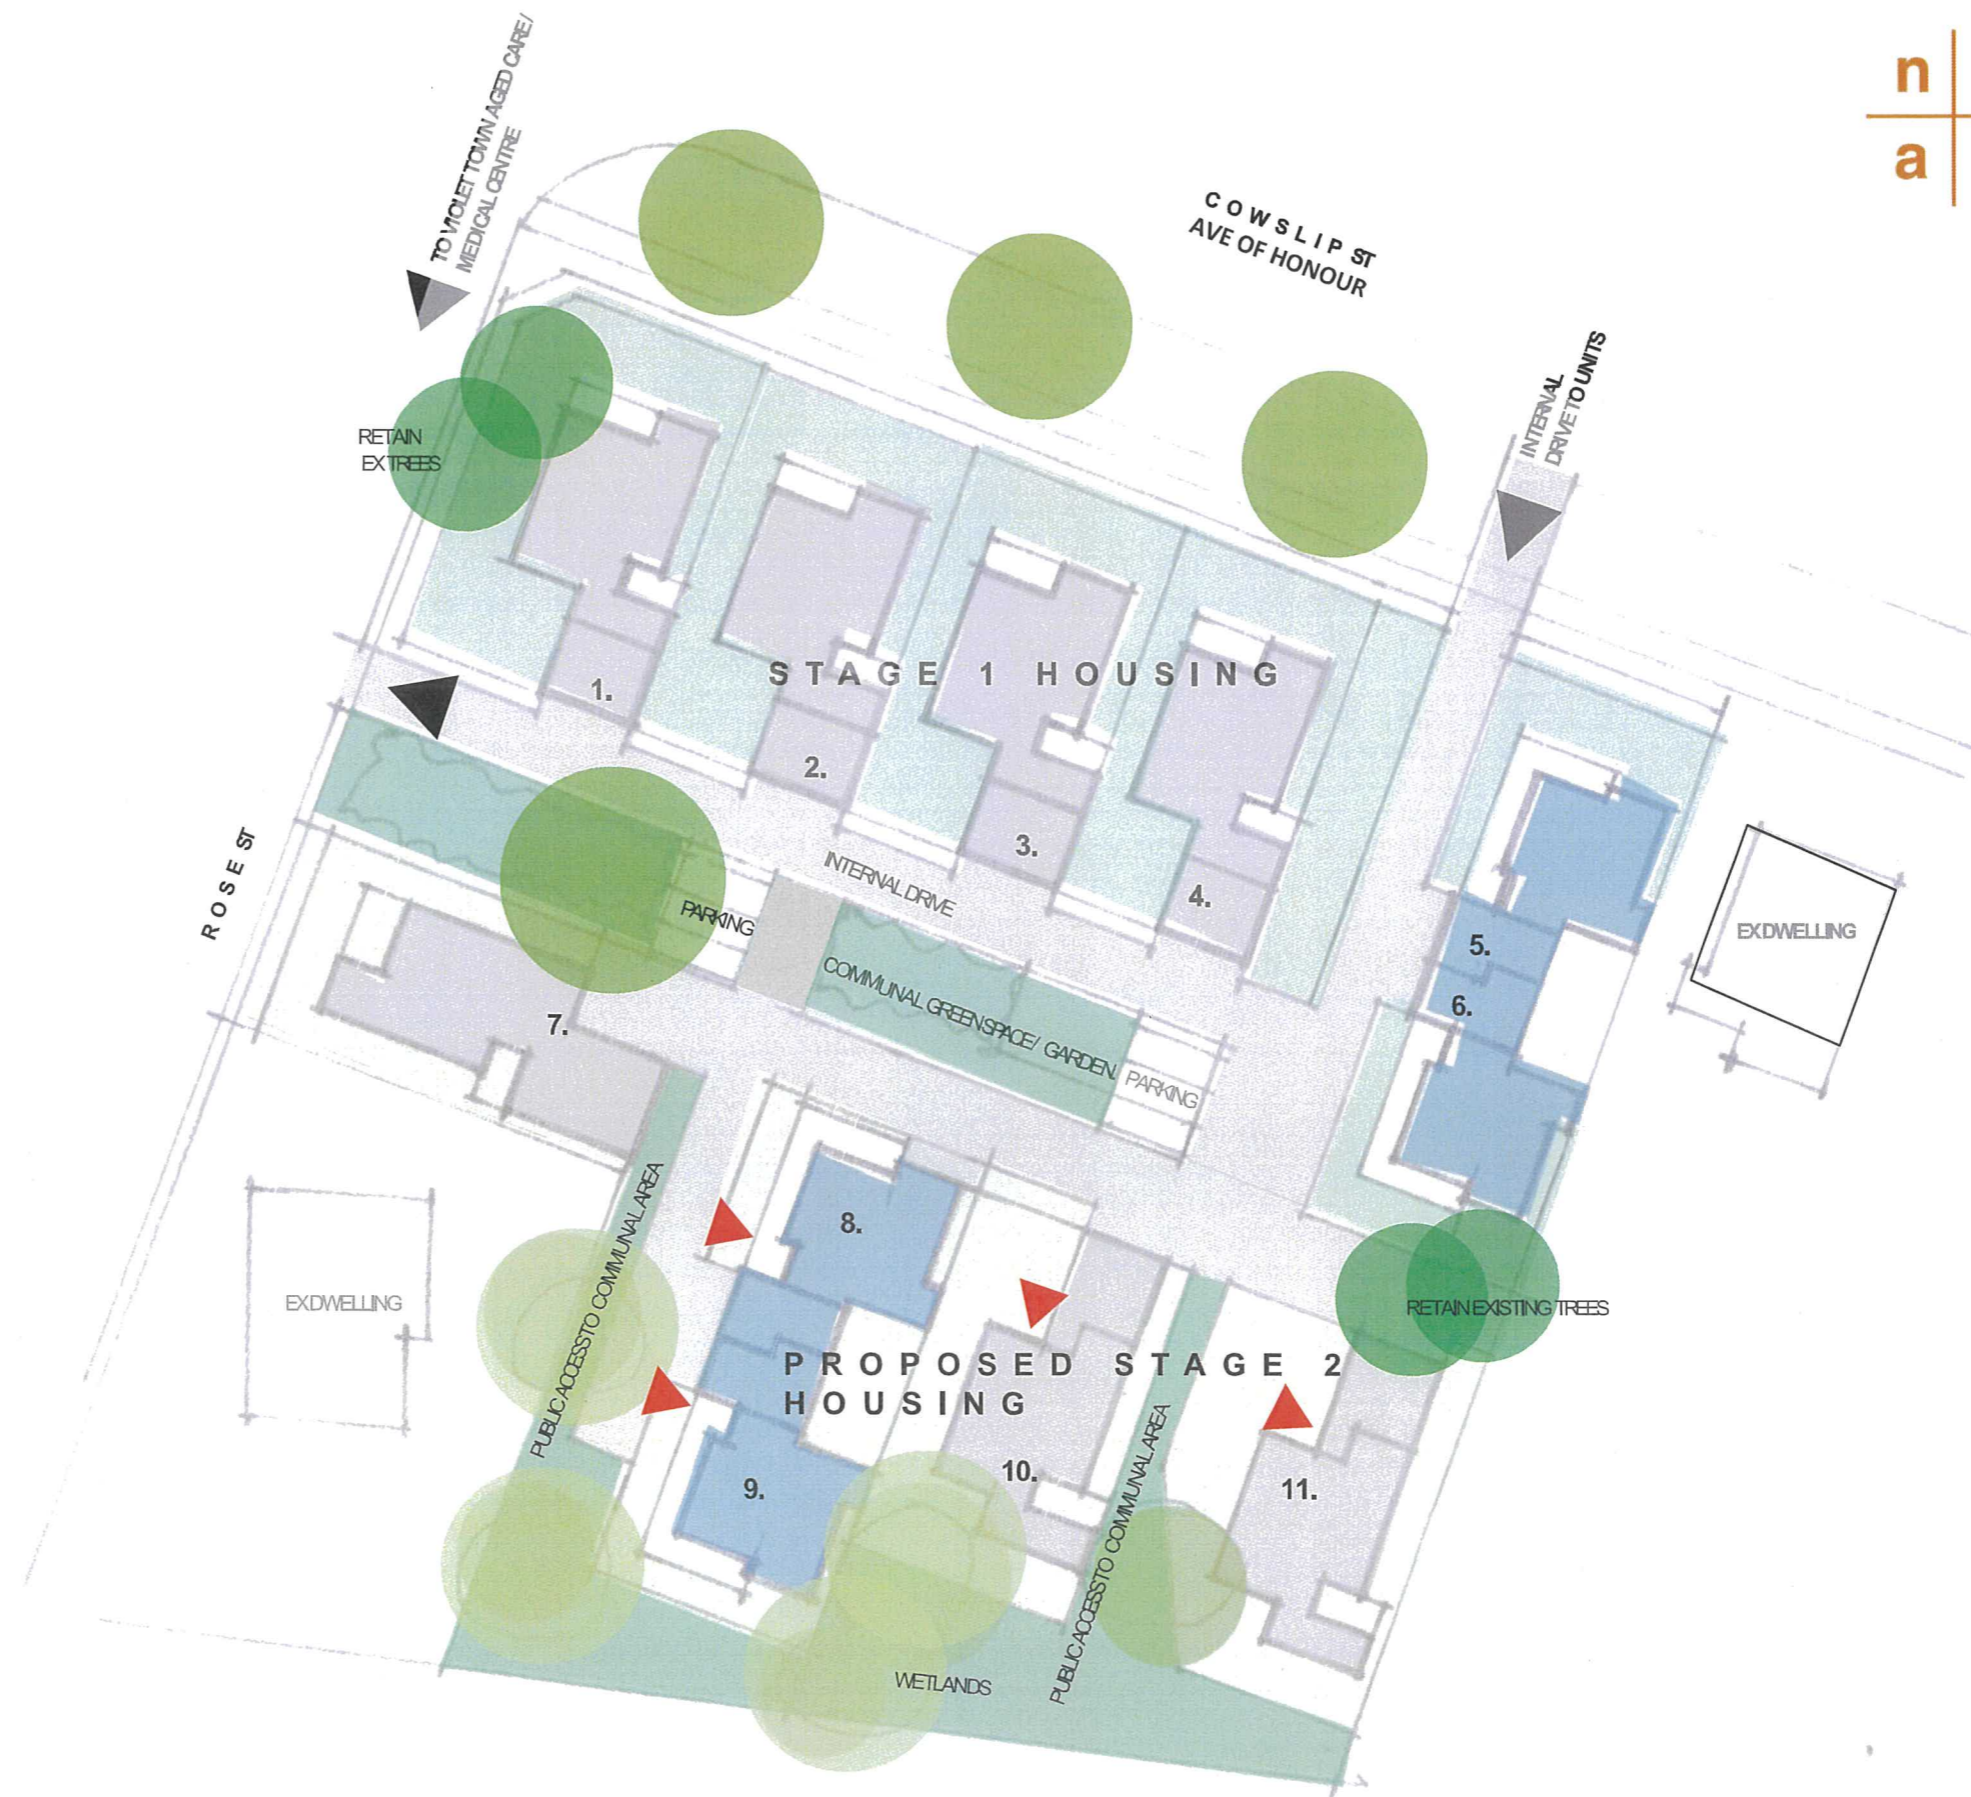 n
a
TO VIOLET TOWN AGED CARE/
MEDICAL CENTRE
COWSLIP ST
AVE OF HONOUR
INTERNAL
DRIVE TO UNITS
RETAIN
EX TREES
STAGE 1 HOUSING
1.
2.
3.
4.
5.
6.
EX DWELLING
ROSE ST
INTERNAL DRIVE
PARKING
COMMUNAL GREEN SPACE/ GARDEN.
PARKING
7.
8.
PUBLIC ACCESS TO COMMUNAL AREA
EX DWELLING
RETAIN EXISTING TREES
PROPOSED STAGE 2
HOUSING
9.
10.
11.
PUBLIC ACCESS TO COMMUNAL AREA
WETLANDS